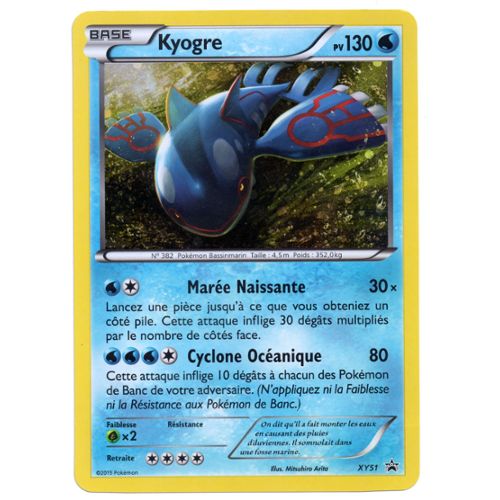 BASE Kyogre PV130
N° 382 Pokémon Bassinmarin Taille : 4,5m Poids : 352,0kg
Marée Naissante 30x
Lancez une pièce jusqu'à ce que vous obteniez un
côté pile. Cette attaque inflige 30 dégâts multipliés
par le nombre de côtés face.
Cyclone Océanique 80
Cette attaque inflige 10 dégâts à chacun des Pokémon
de Banc de votre adversaire. (N'appliquez ni la Faiblesse
ni la Résistance aux Pokémon de Banc.)
Faiblesse Résistance
×2
Retraite
On dit qu'il a fait monter les eaux
en causant des pluies
diluviennes. Il somnolait dans
une fosse marine.
©2015 Pokémon Illus. Mitsuhiro Arita XY51